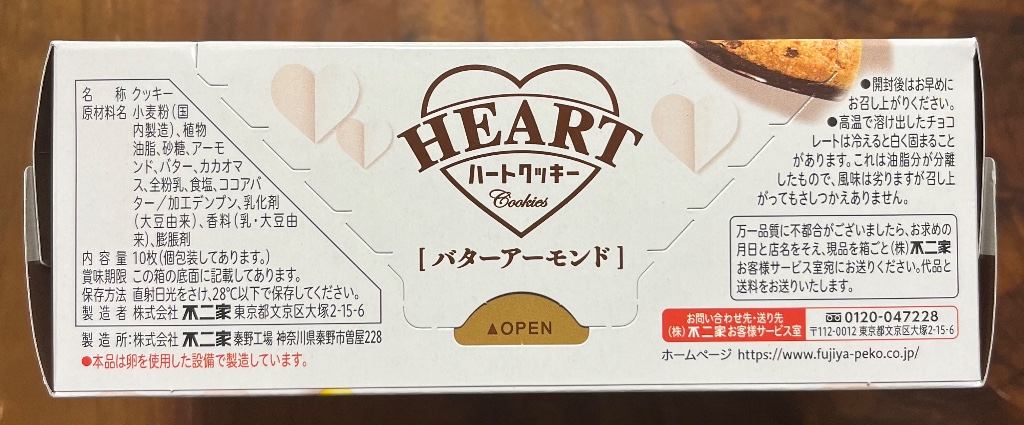 名　　称 クッキー
原材料名 小麦粉(国
内製造)、植物
油脂、砂糖、アーモ
ンド、バター、カカオマ
ス、全粉乳、食塩、ココアバ
ター／加工デンプン、乳化剤
(大豆由来)、香料(乳・大豆由
来)、膨脹剤
内 容 量 10枚(個包装してあります。)
賞味期限 この箱の底面に記載してあります。
保存方法 直射日光をさけ、28℃以下で保存してください。
製 造 者 株式会社 不二家 東京都文京区大塚2-15-6
製 造 所:株式会社 不二家 秦野工場 神奈川県秦野市曽屋228
●本品は卵を使用した設備で製造しています。
HEART
ハートクッキー
Cookies
[ バターアーモンド ]
▲OPEN
●開封後はお早めに
お召し上がりください。
●高温で溶け出したチョコ
レートは冷えると白く固まること
があります。これは油脂分が分離
したもので、風味は劣りますが召し上
がってもさしつかえありません。
万一品質に不都合がございましたら、お求めの
月日と店名をそえ、現品を箱ごと(株)不二家
お客様サービス室宛にお送りください。代品と
送料をお送りいたします。
お問い合わせ先・送り先
(株)不二家お客様サービス室
0120-047228
〒112-0012 東京都文京区大塚2-15-6
ホームページ https://www.fujiya-peko.co.jp/